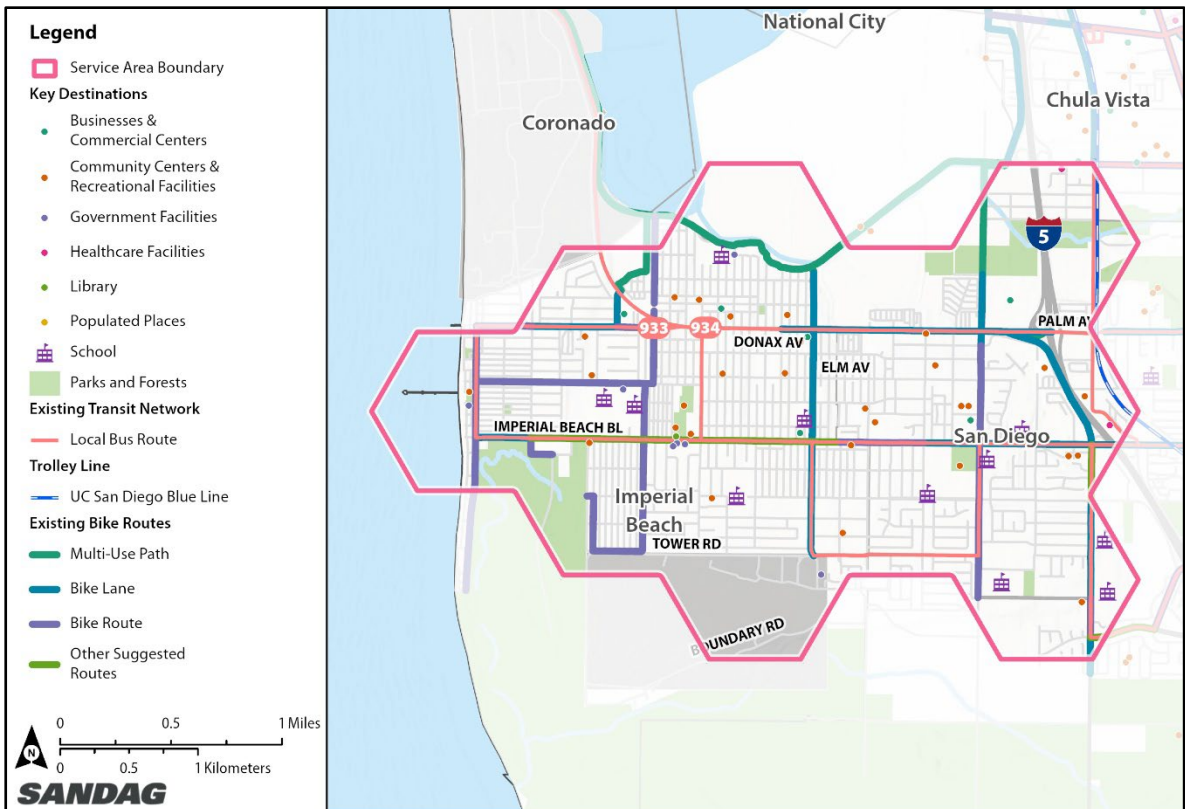 Legend
Service Area Boundary
Key Destinations
Businesses &
Commercial Centers
Community Centers &
Recreational Facilities
Government Facilities
Healthcare Facilities
Library
Populated Places
School
Parks and Forests
Existing Transit Network
Local Bus Route
Trolley Line
UC San Diego Blue Line
Existing Bike Routes
Multi-Use Path
Bike Lane
Bike Route
Other Suggested
Routes
0 0.5 1 Miles
0 0.5 1 Kilometers
N
SANDAG
National City
Chula Vista
Coronado
5
PALM AV
933
934
DONAX AV
ELM AV
IMPERIAL BEACH BL
San Diego
Imperial
Beach
TOWER RD
BOUNDARY RD